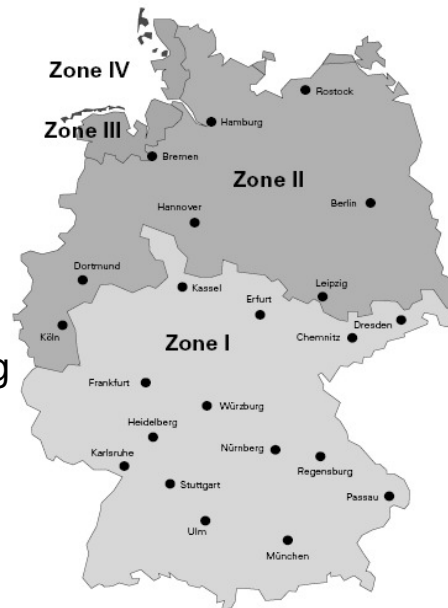 Zone IV
Rostock
Zone III
Hamburg
Bremen
Zone II
Hannover
Berlin
Dortmund
Kassel
Leipzig
Erfurt
Dresden
Köln
Zone I
Chemnitz
g
Frankfurt
Würzburg
Heidelberg
Nürnberg
Karlsruhe
Regensburg
Stuttgart
Passau
Ulm
München